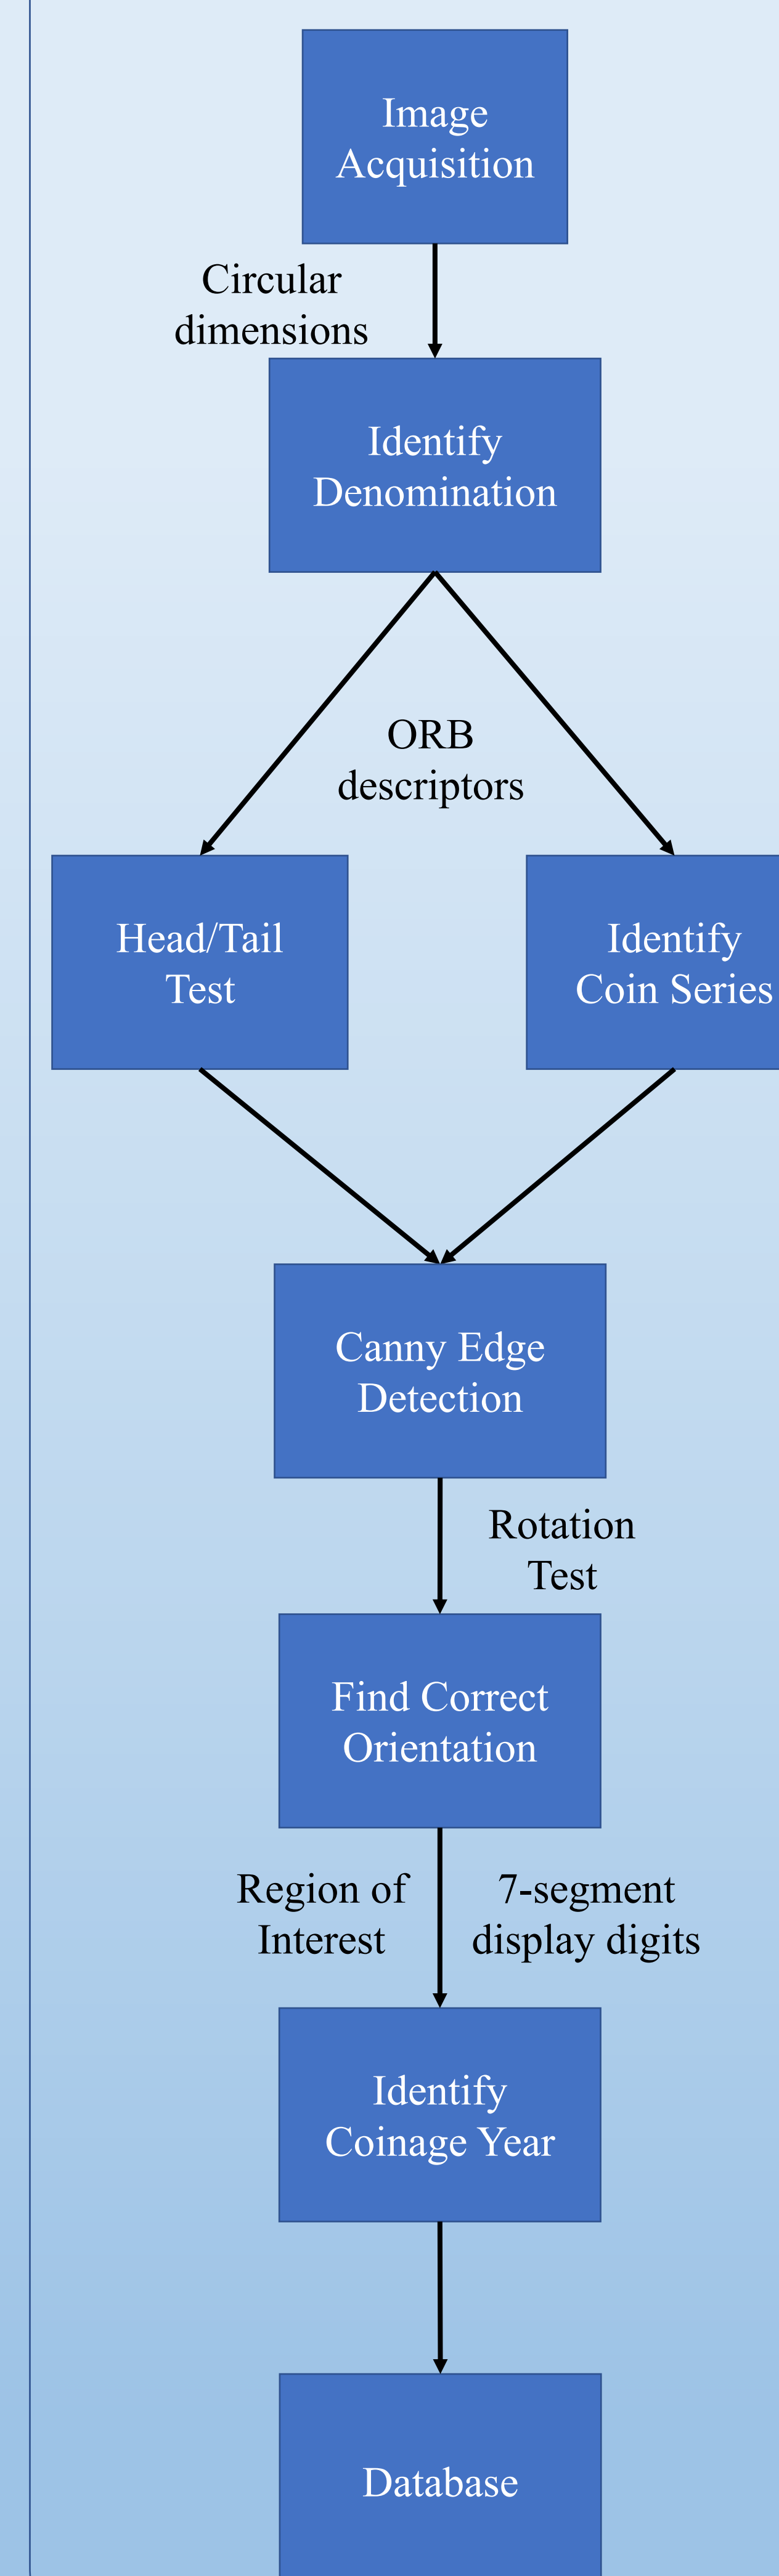 Image
Acquisition
Circular
dimensions
Identify
Denomination
ORB
descriptors
Head/Tail
Test
Identify
Coin Series
Canny Edge
Detection
Rotation
Test
Find Correct
Orientation
Region of
Interest
7-segment
display digits
Identify
Coinage Year
Database